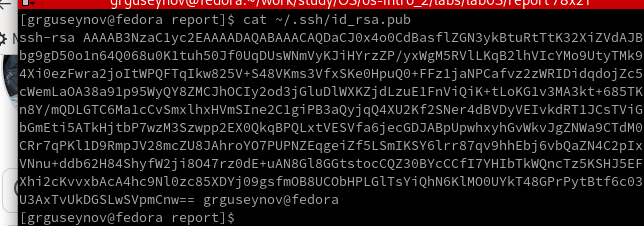 grguseynov@fedora:~/work/study/OS/os-intro_2/labs/lab03/report 78x21
[grguseynov@fedora report]$ cat ~/.ssh/id_rsa.pub
ssh-rsa AAAAB3NzaC1yc2EAAAADAQABAAACAQDaCJ0x4o0CdBasflZGN3ykBtuRtTtK32XiZVdAJB
bg9gD50o1n64Q068u0K1tuh50Jf0UqDUsWNmVyKJiHYrzZP/yxWgM5RVlLKqB2lhVIcYMo9UtyTMk9
4Xi0ezFwra2joItWPQFTqIkw825V+S48VKms3VfxSKe0HpuQ0+FFz1jaNPCafvz2zWRIDidqdojZc5
cWemLaOA38a91p95WyQY8ZMCJhOCIy2od3jGluDlWXKZjdLzuE1FnViQiK+tLoKG1v3MA3kt+685TK
n8Y/mQDLGTC6Ma1cCvSmxlhxHVmSIne2C1giPB3aQyjqQ4XU2Kf2SNer4dBVDyVEIvkdRT1JCsTViG
bGmEti5ATkHjtbP7wzM3Szwpp2EX0QkqBPQLxtVESVfa6jecGDJABpUpwhxyhGvWkvJgZNWa9CTdM0
CRr7qPKl1D9RmpJV28mcZU8JAhroYO7PUPNZEqgeiZf5LSmIKSY6lrr87qv9hhEbj6vbQaZN4C2pIx
VNnu+ddb62H84ShyfW2ji8O47rz0dE+uAN8Gl8GGtstocCQZ30BYcCCfI7YHIbTkWQncTz5KSHJ5EF
Xhi2cKvvxbAcA4hc9Nl0zc85XDYj09gsfmOB8UCObHPLGlTsYiQhN6KlMO0UYkT48GPrPytBtf6c03
U3AxTvUkDGSLwSVpmCnw== grguseynov@fedora
[grguseynov@fedora report]$